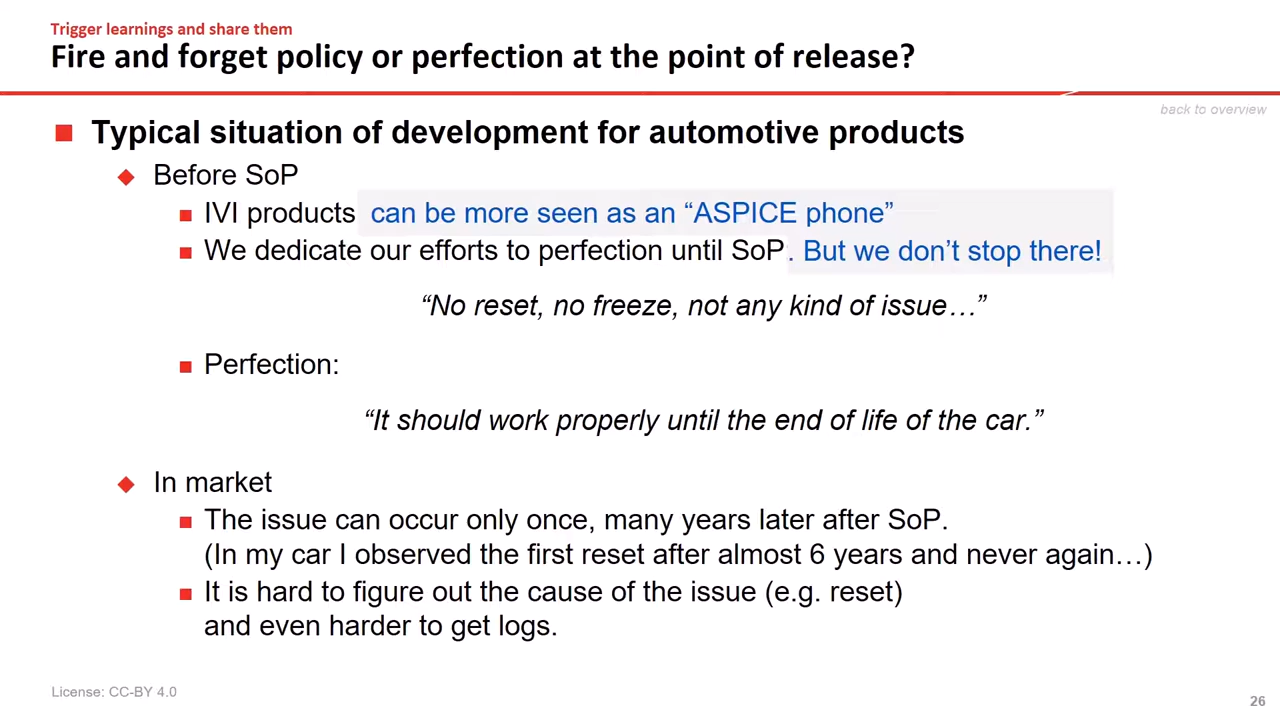 Trigger learnings and share them
Fire and forget policy or perfection at the point of release?
back to overview
Typical situation of development for automotive products
Before SoP
IVI products can be more seen as an “ASPICE phone”
We dedicate our efforts to perfection until SoP. But we don’t stop there!
“No reset, no freeze, not any kind of issue…”
Perfection:
“It should work properly until the end of life of the car.”
In market
The issue can occur only once, many years later after SoP.
(In my car I observed the first reset after almost 6 years and never again…)
It is hard to figure out the cause of the issue (e.g. reset)
and even harder to get logs.
License: CC-BY 4.0
26